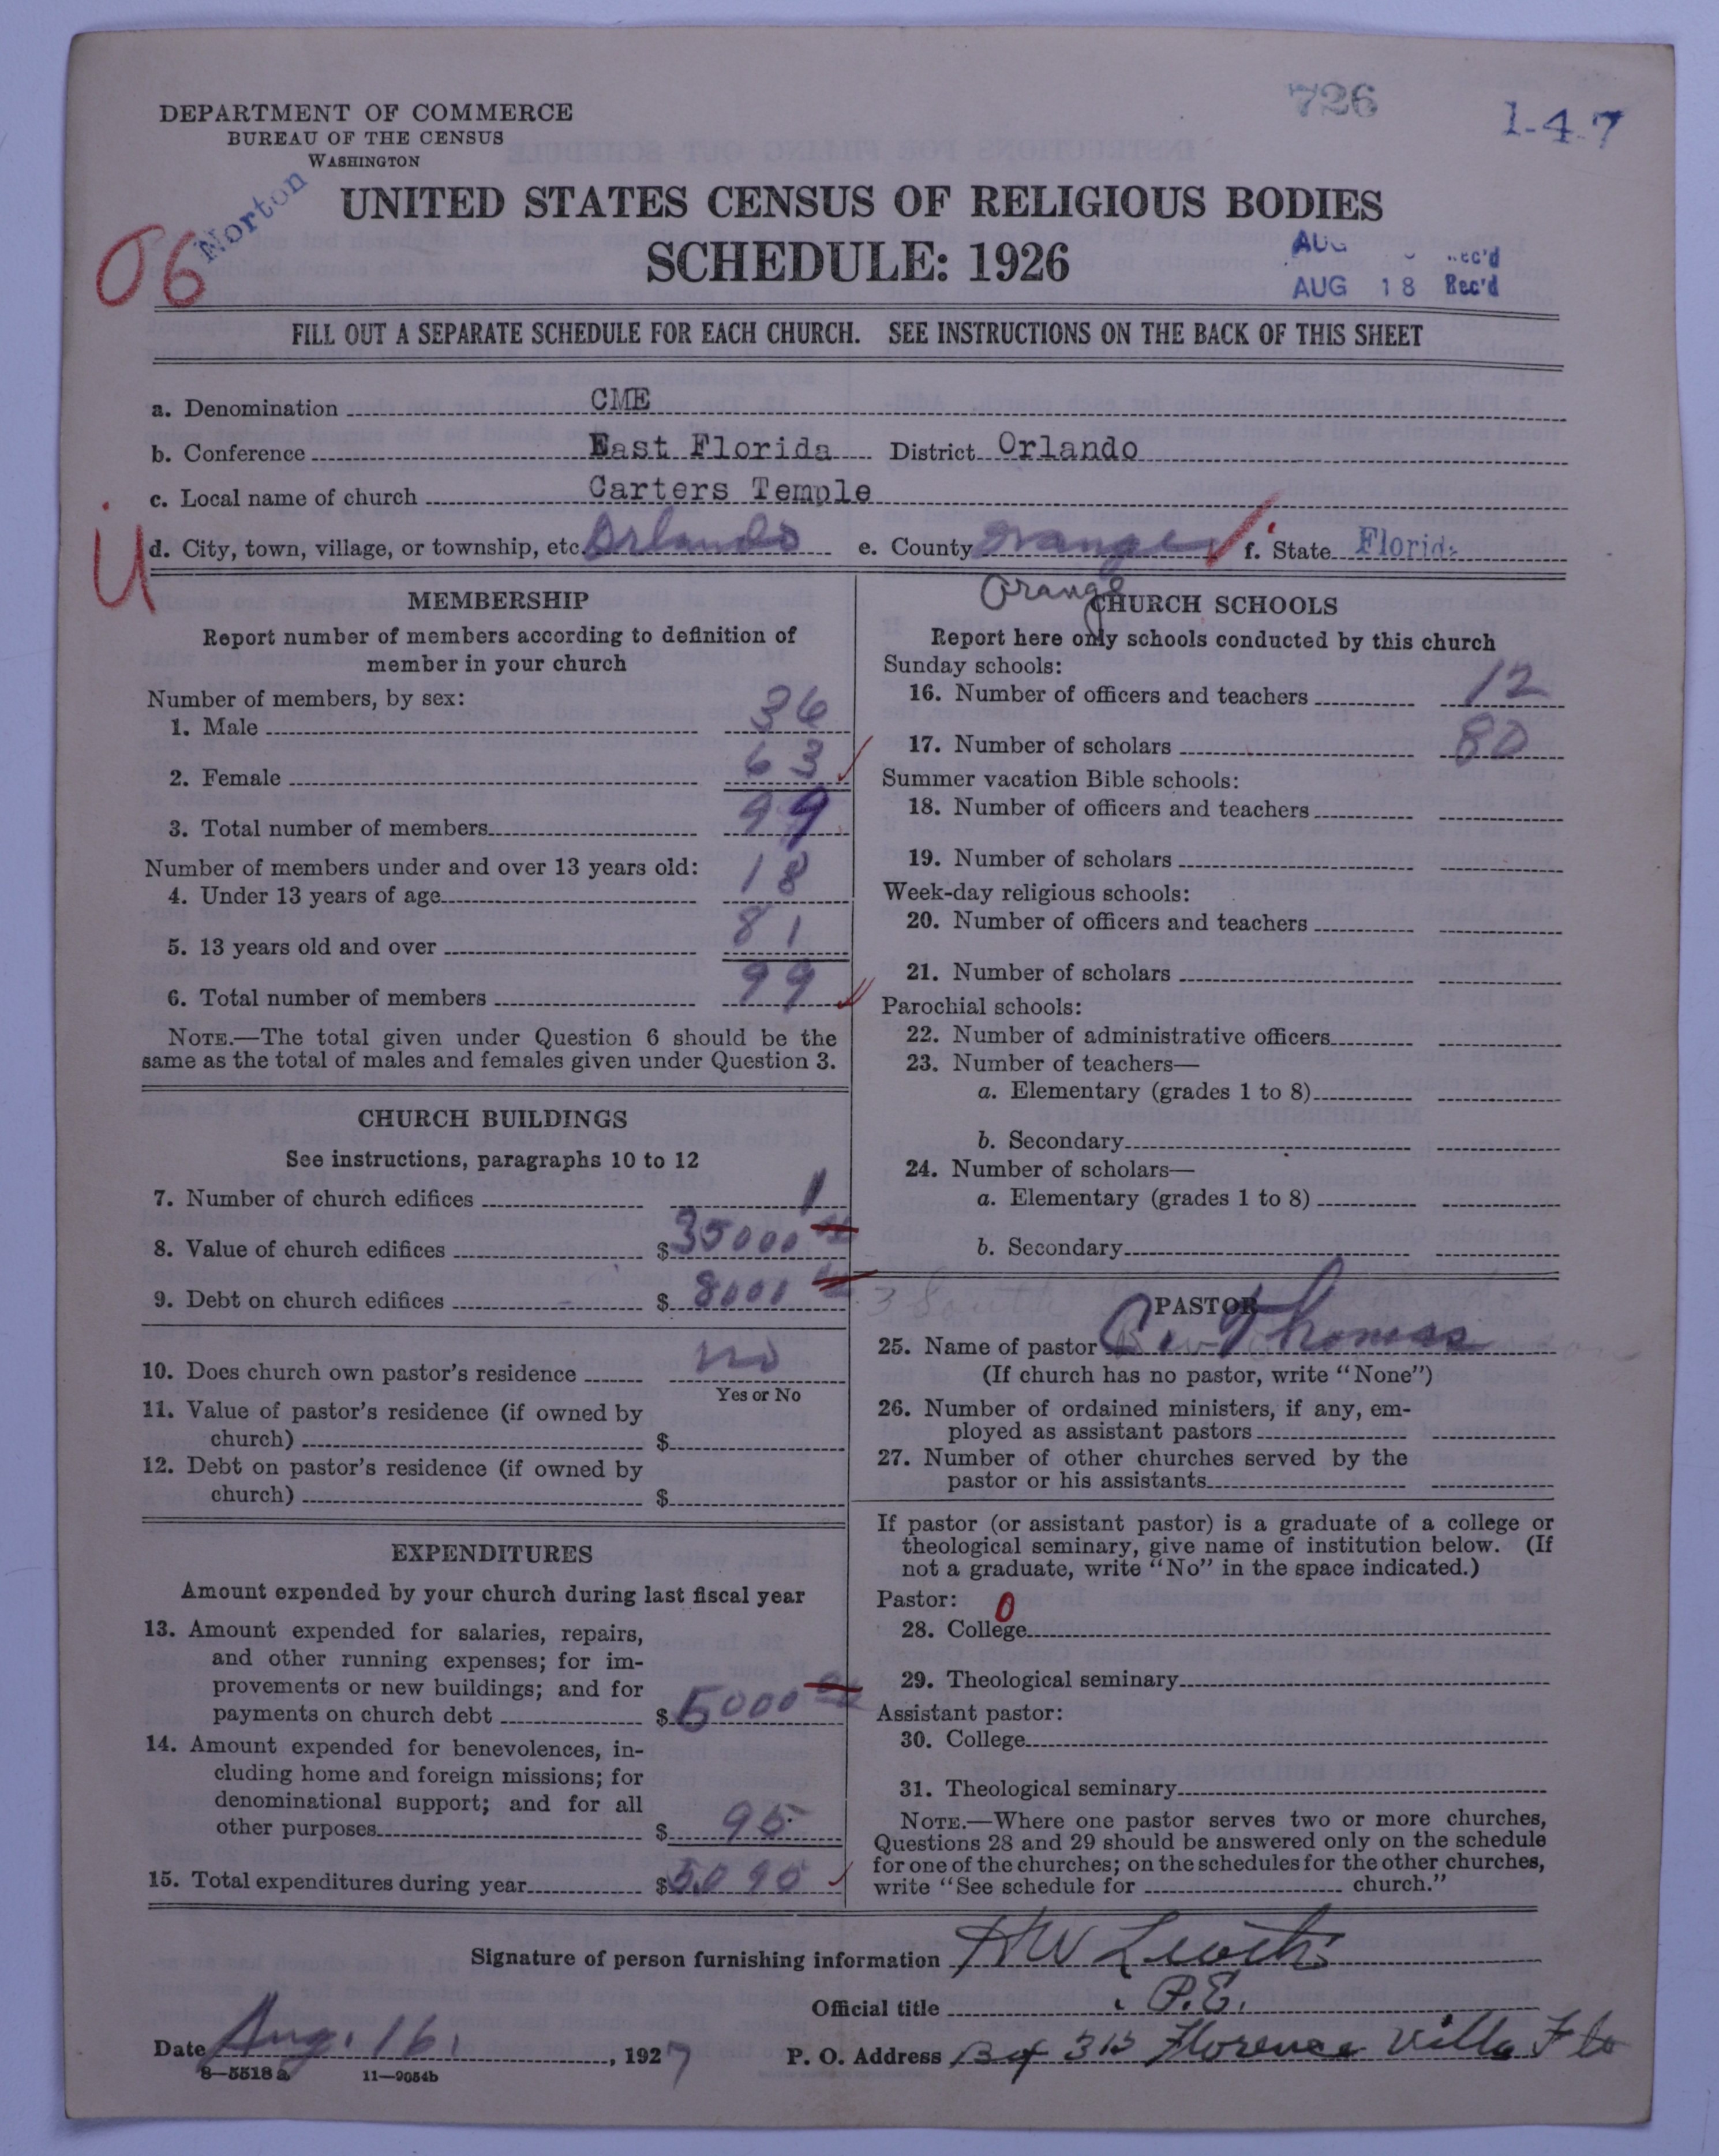 726
1-4-7
DEPARTMENT OF COMMERCE
BUREAU OF THE CENSUS
WASHINGTON
Norton
06
UNITED STATES CENSUS OF RELIGIOUS BODIES
SCHEDULE: 1926
AUG Rec'd
AUG 18 Rec'd
FILL OUT A SEPARATE SCHEDULE FOR EACH CHURCH. SEE INSTRUCTIONS ON THE BACK OF THIS SHEET
a. Denomination CME
b. Conference East Florida District Orlando
c. Local name of church Carters Temple
U
d. City, town, village, or township, etc. Orlando e. County Orange f. State Florida
Orange
MEMBERSHIP
Report number of members according to definition of
member in your church
Number of members, by sex:
1. Male 36
2. Female 63
3. Total number of members 99
Number of members under and over 13 years old:
4. Under 13 years of age 18
5. 13 years old and over 81
6. Total number of members 99
NOTE.—The total given under Question 6 should be the
same as the total of males and females given under Question 3.
CHURCH BUILDINGS
See instructions, paragraphs 10 to 12
7. Number of church edifices 1
8. Value of church edifices $35000
9. Debt on church edifices $8000
10. Does church own pastor's residence no
Yes or No
11. Value of pastor's residence (if owned by
church) $
12. Debt on pastor's residence (if owned by
church) $
EXPENDITURES
Amount expended by your church during last fiscal year
13. Amount expended for salaries, repairs,
and other running expenses; for im-
provements or new buildings; and for
payments on church debt $5000
14. Amount expended for benevolences, in-
cluding home and foreign missions; for
denominational support; and for all
other purposes $95
15. Total expenditures during year $5095
CHURCH SCHOOLS
Report here only schools conducted by this church
Sunday schools:
16. Number of officers and teachers 12
17. Number of scholars 80
Summer vacation Bible schools:
18. Number of officers and teachers
19. Number of scholars
Week-day religious schools:
20. Number of officers and teachers
21. Number of scholars
Parochial schools:
22. Number of administrative officers
23. Number of teachers—
a. Elementary (grades 1 to 8)
b. Secondary
24. Number of scholars—
a. Elementary (grades 1 to 8)
b. Secondary
3 South
PASTOR
25. Name of pastor C. W. Thomas
(If church has no pastor, write "None")
26. Number of ordained ministers, if any, em-
ployed as assistant pastors
27. Number of other churches served by the
pastor or his assistants
If pastor (or assistant pastor) is a graduate of a college or
theological seminary, give name of institution below. (If
not a graduate, write "No" in the space indicated.)
Pastor: 0
28. College
29. Theological seminary
Assistant pastor:
30. College
31. Theological seminary
NOTE.—Where one pastor serves two or more churches,
Questions 28 and 29 should be answered only on the schedule
for one of the churches; on the schedules for the other churches,
write "See schedule for church."
Signature of person furnishing information H W
Official title P.E.
Date Aug. 16, 1927 P. O. Address Bx 315 Florence Villa Fla
8—5518 a 11—9054b